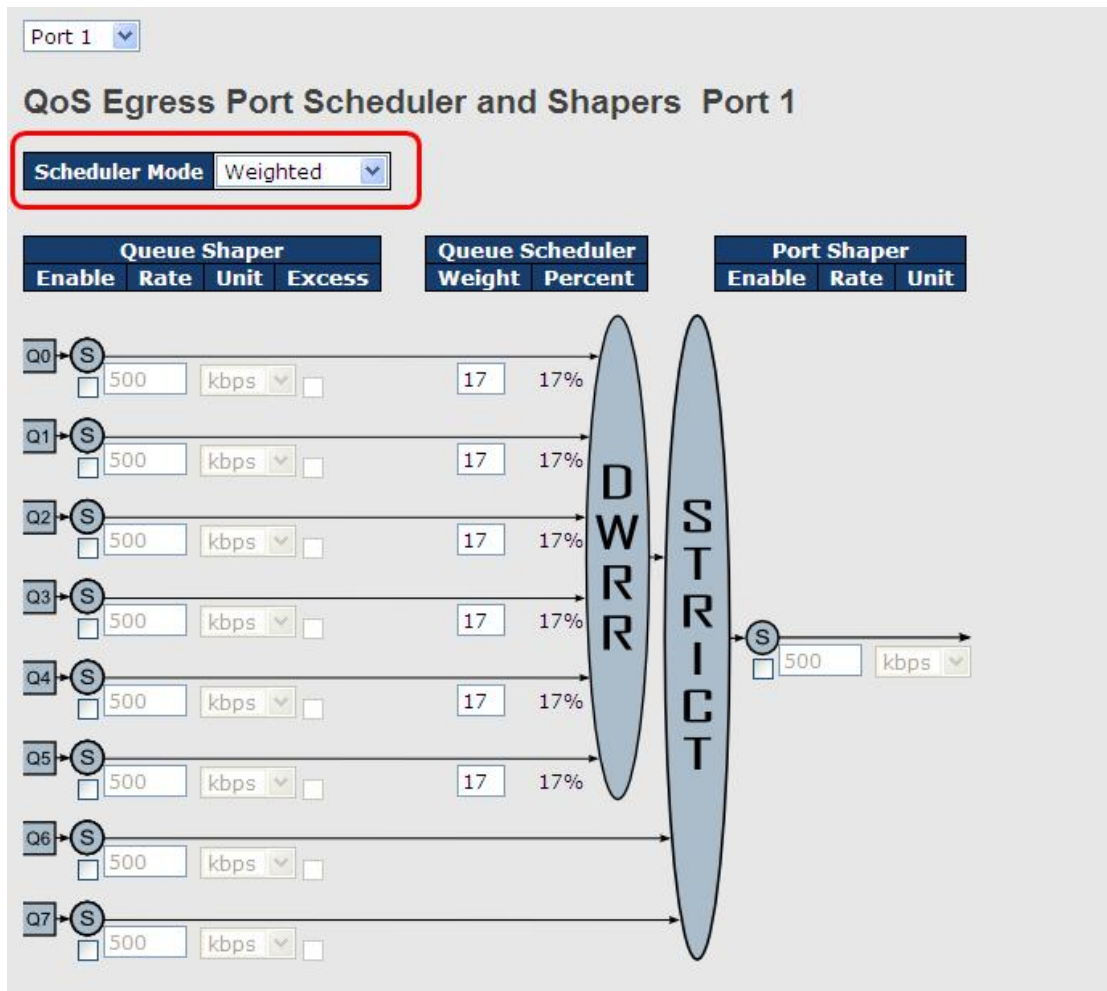 Port 1
QoS Egress Port Scheduler and Shapers Port 1
Scheduler Mode Weighted
Queue Shaper Queue Scheduler Port Shaper
Enable Rate Unit Excess Weight Percent Enable Rate Unit
Q0 S
500 kbps 17 17%
Q1 S
500 kbps 17 17%
Q2 S
500 kbps 17 17%
Q3 S
500 kbps 17 17%
Q4 S
500 kbps 17 17%
Q5 S
500 kbps 17 17%
Q6 S
500 kbps
Q7 S
500 kbps
DWRR
STRICT
S
500 kbps